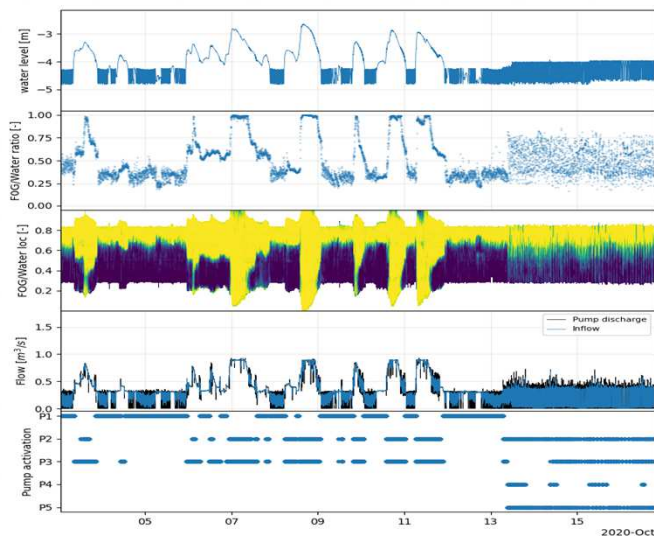 water level [m]
−3
−4
−5
FOG/Water ratio [-]
1.00
0.75
0.50
0.25
0.00
FOG/Water loc [-]
0.8
0.6
0.4
0.2
Flow [m³/s]
1.5
1.0
0.5
0.0
Pump discharge
Inflow
Pump activation
P1
P2
P3
P4
P5
05
07
09
11
13
15
2020-Oct